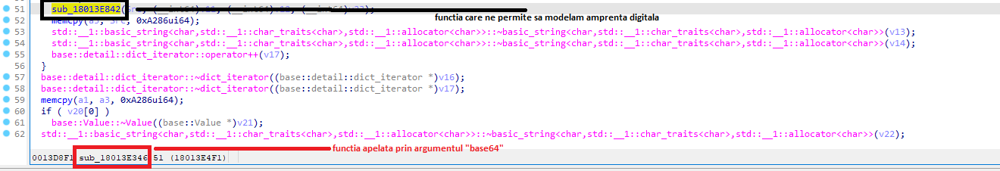 51 sub_18013E842(
functia care ne permite sa modelam amprenta digitala
52 memcpy(a3, Src, 0xA286ui64);
53 std::__1::basic_string<char,std::__1::char_traits<char>,std::__1::allocator<char>>::~basic_string<char,std::__1::char_traits<char>,std::__1::allocator<char>>(v13);
54 std::__1::basic_string<char,std::__1::char_traits<char>,std::__1::allocator<char>>::~basic_string<char,std::__1::char_traits<char>,std::__1::allocator<char>>(v14);
55 base::detail::dict_iterator::operator++(v17);
56 }
57 base::detail::dict_iterator::~dict_iterator((base::detail::dict_iterator *)v16);
58 base::detail::dict_iterator::~dict_iterator((base::detail::dict_iterator *)v17);
59 memcpy(a1, a3, 0xA286ui64);
60 if ( v20[0] )
61 base::Value::~Value((base::Value *)v21);
62 std::__1::basic_string<char,std::__1::char_traits<char>,std::__1::allocator<char>>::~basic_string<char,std::__1::char_traits<char>,std::__1::allocator<char>>(v22);
functia apelata prin argumentul "base64"
0013D8F1 sub_18013E346:51 (18013E4F1)